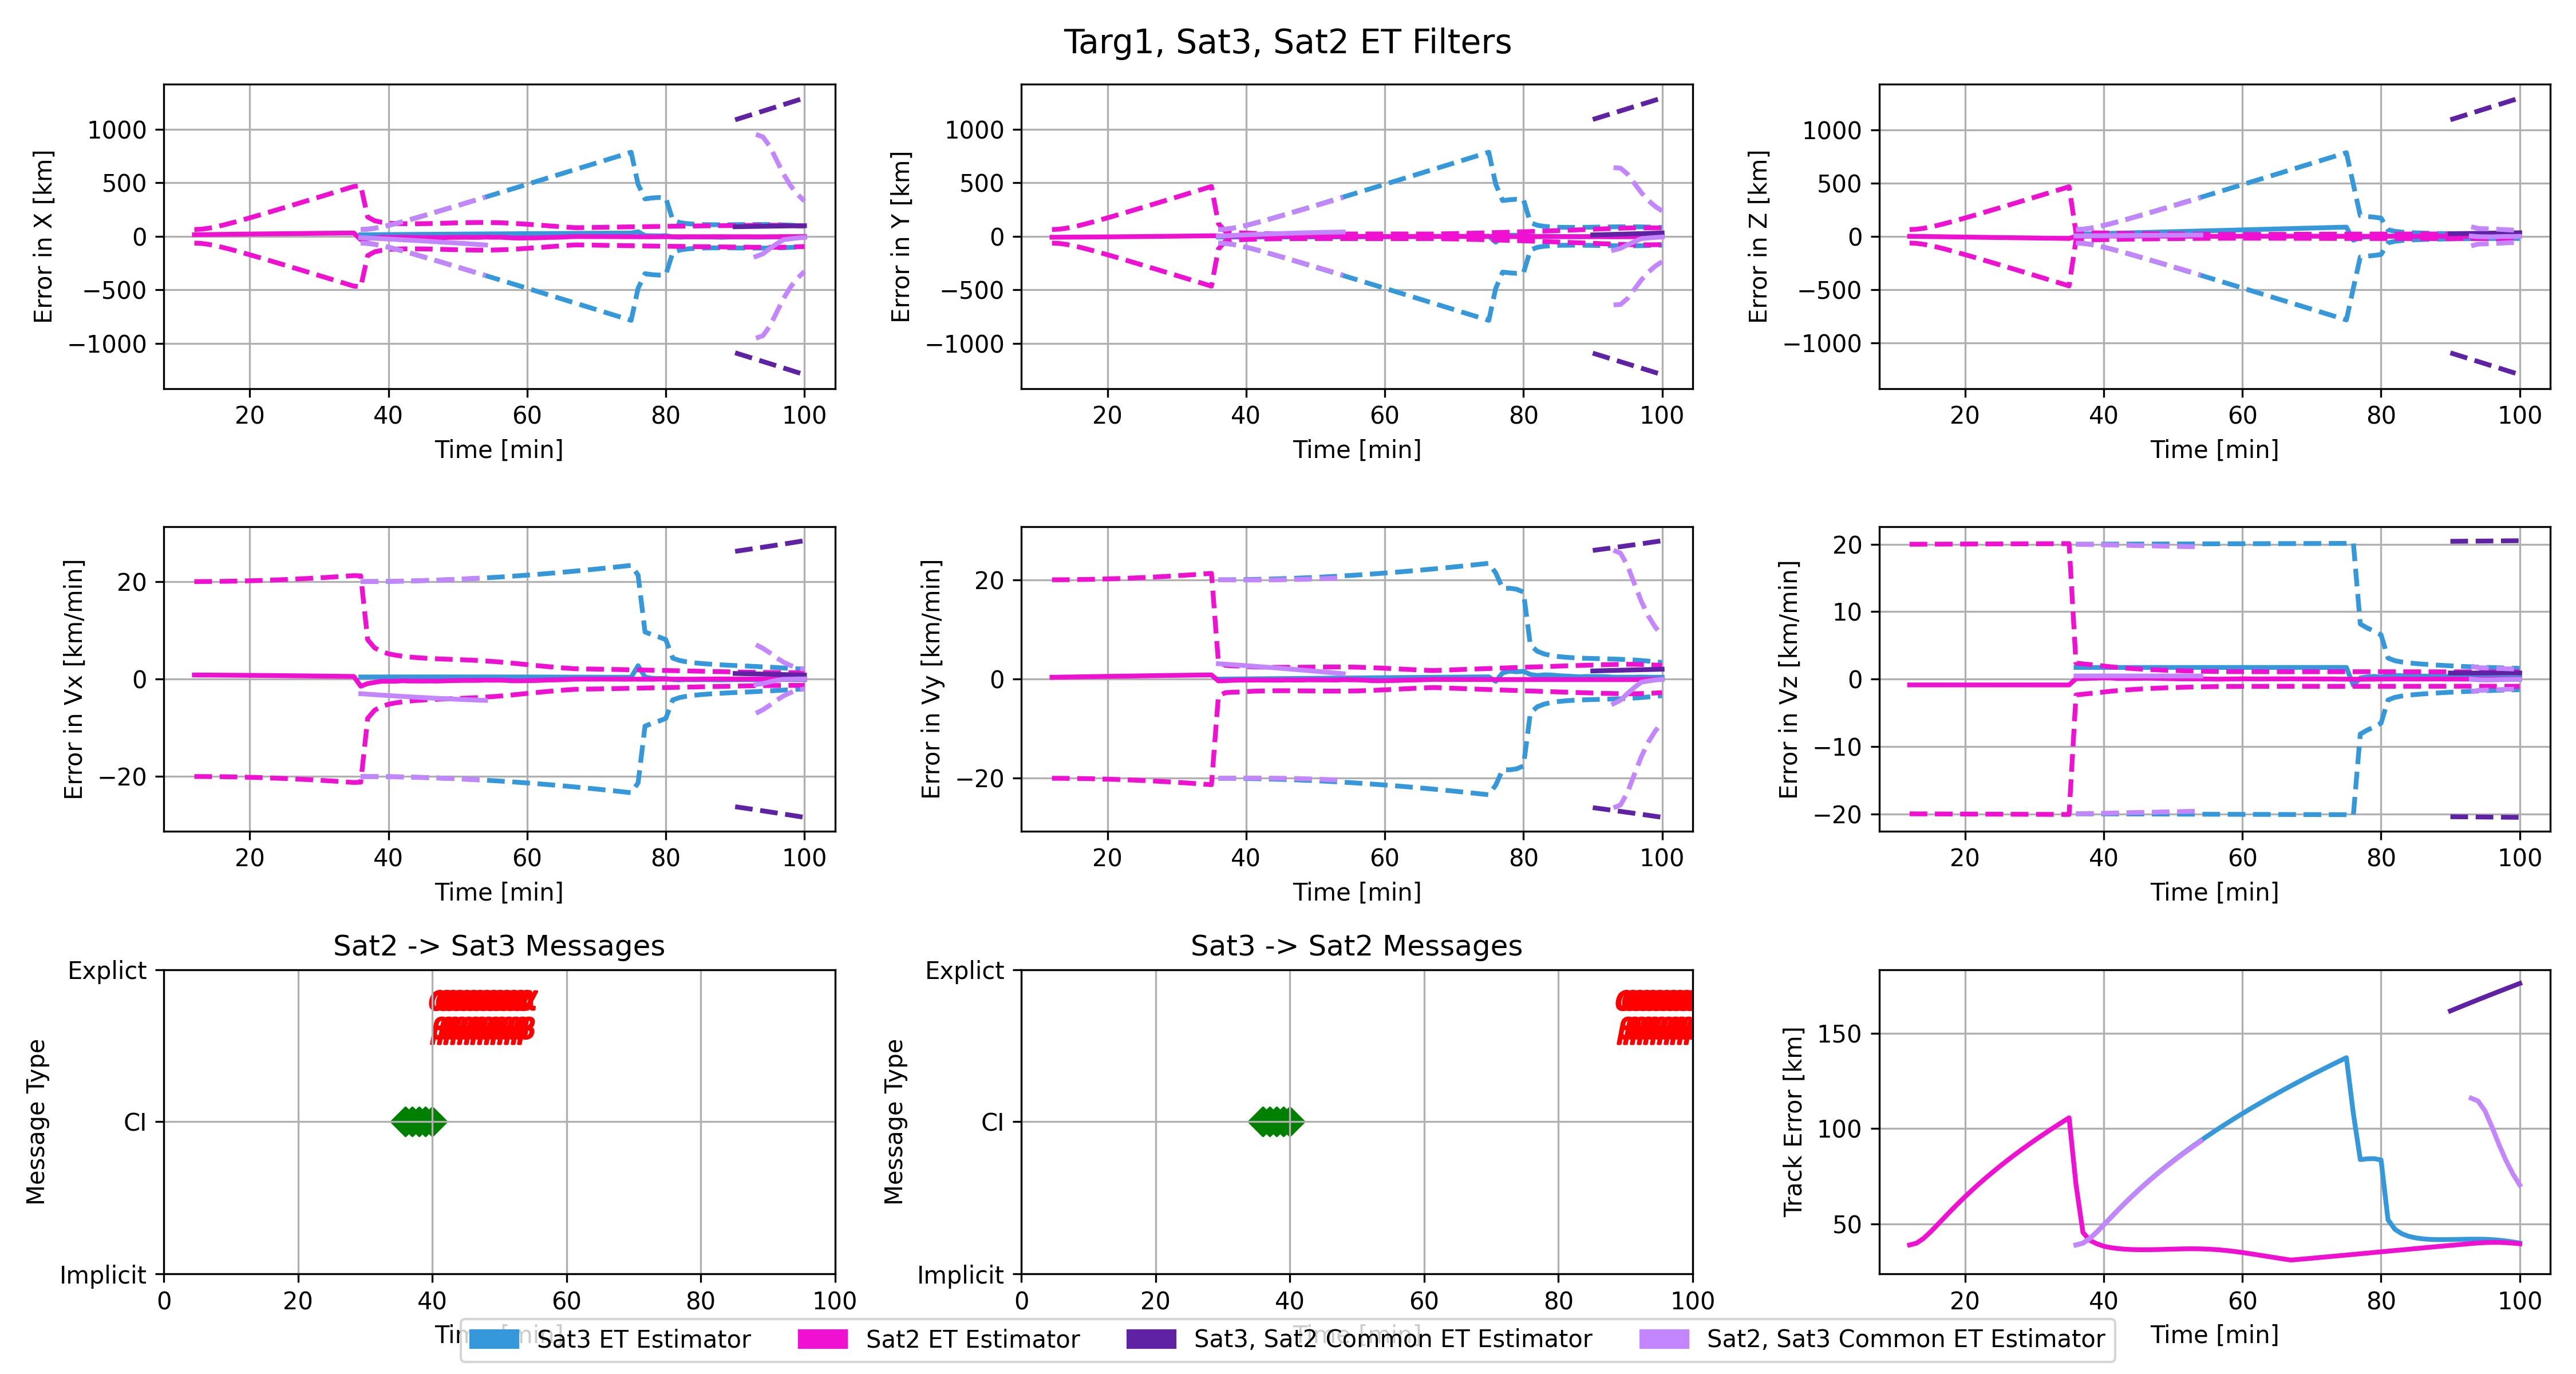 Targ1, Sat3, Sat2 ET Filters
Error in X [km]
1000
500
0
−500
−1000
20 40 60 80 100
Time [min]
Error in Y [km]
1000
500
0
−500
−1000
20 40 60 80 100
Time [min]
Error in Z [km]
1000
500
0
−500
−1000
20 40 60 80 100
Time [min]
Error in Vx [km/min]
20
0
−20
20 40 60 80 100
Time [min]
Error in Vy [km/min]
20
0
−20
20 40 60 80 100
Time [min]
Error in Vz [km/min]
20
10
0
−10
−20
20 40 60 80 100
Time [min]
Sat2 -> Sat3 Messages
Message Type
Explict
CI
Implicit
0 20 40 60 80 100
Time [min]
Sat3 -> Sat2 Messages
Message Type
Explict
CI
Implicit
0 20 40 60 80 100
Time [min]
Track Error [km]
150
100
50
20 40 60 80 100
Time [min]
Sat3 ET Estimator
Sat2 ET Estimator
Sat3, Sat2 Common ET Estimator
Sat2, Sat3 Common ET Estimator